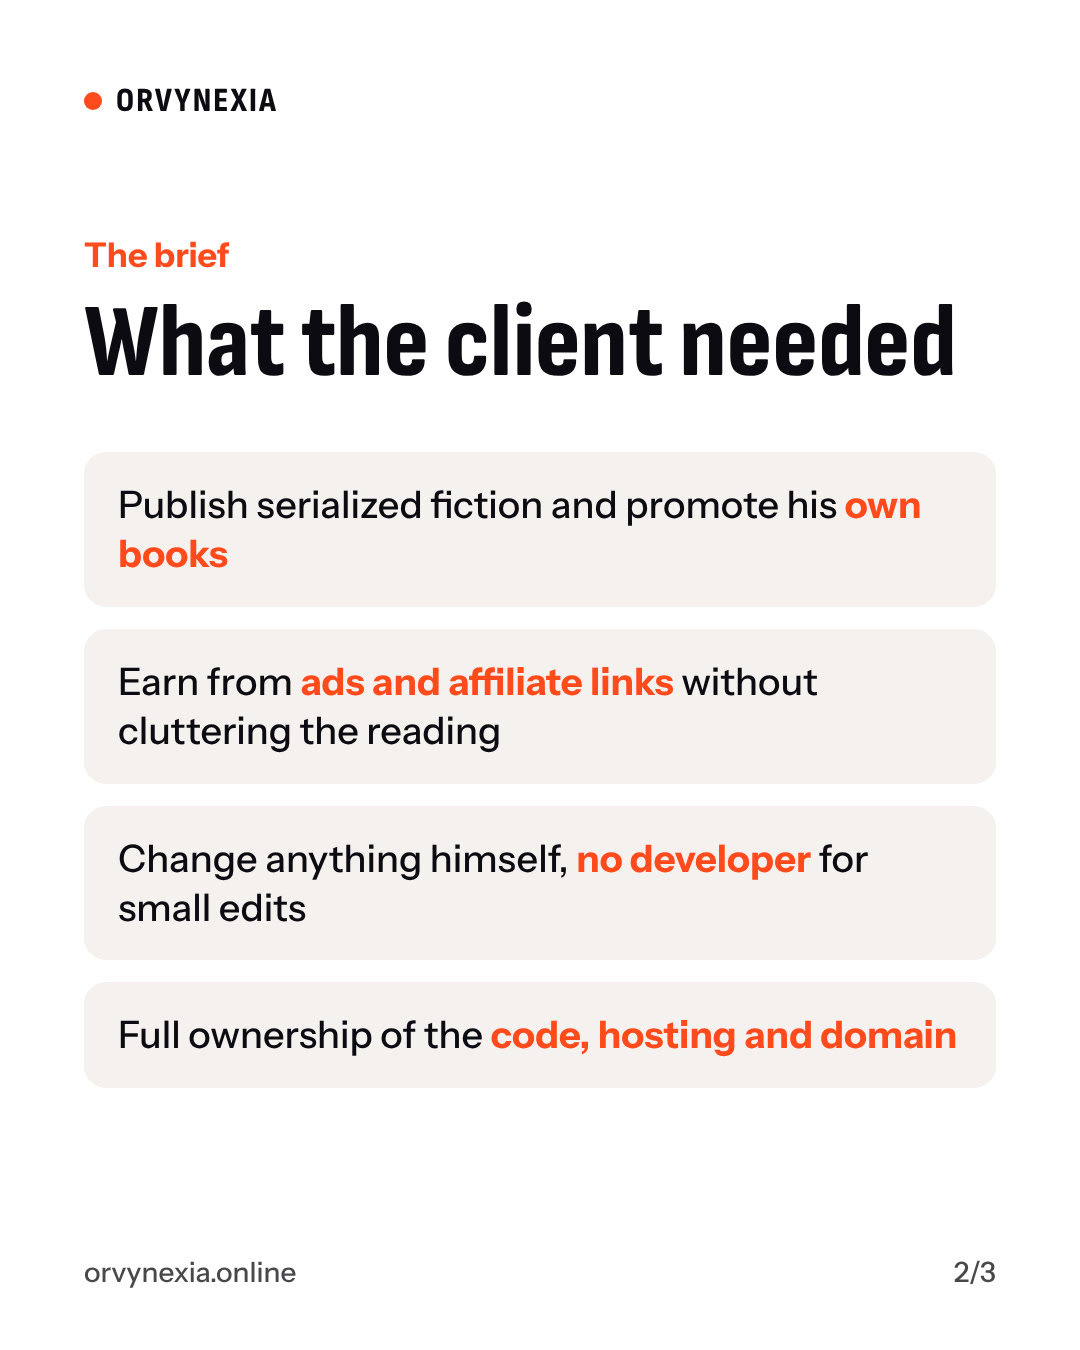 ORVYNEXIA
The brief
What the client needed
Publish serialized fiction and promote his own
books
Earn from ads and affiliate links without
cluttering the reading
Change anything himself, no developer for
small edits
Full ownership of the code, hosting and domain
orvynexia.online
2/3